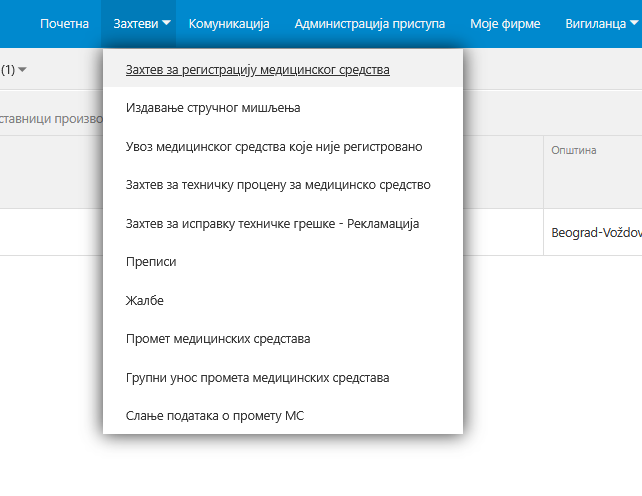 Почетна Захтеви Комуникација Администрација приступа Моје фирме Вигиланца
(1)
Захтев за регистрацију медицинског средства
Издавање стручног мишљења
Увоз медицинског средства које није регистровано
Захтев за техничку процену за медицинско средство
Захтев за исправку техничке грешке - Рекламација
Преписи
Жалбе
Промет медицинских средстава
Групни унос промета медицинских средстава
Слање података о промету МС
ставници произво
Општина
Beograd-Voždov